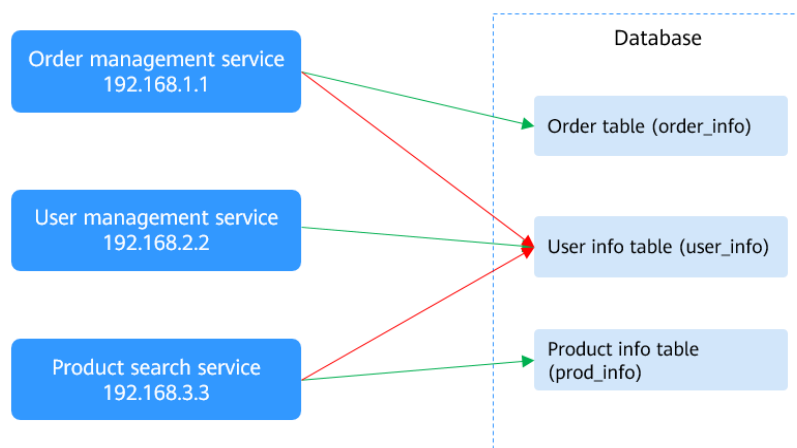 Database
Order management service
192.168.1.1
Order table (order_info)
User management service
192.168.2.2
User info table (user_info)
Product search service
192.168.3.3
Product info table
(prod_info)